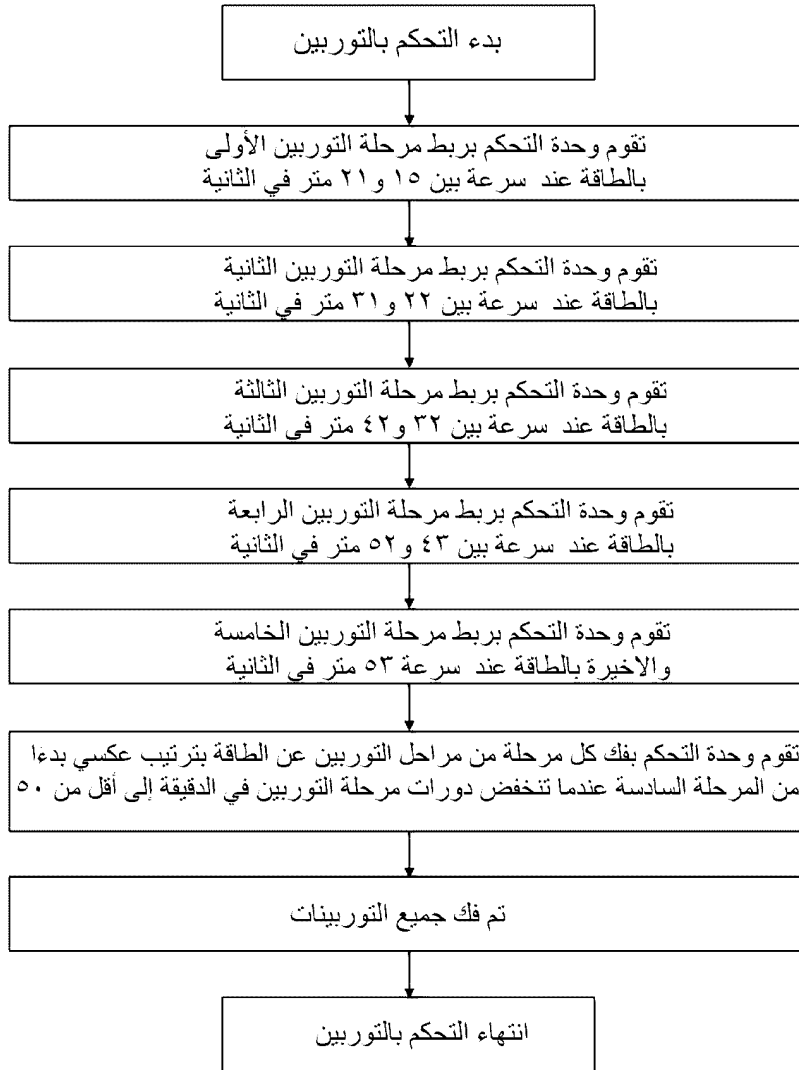 بدء التحكم بالتوربين
تقوم وحدة التحكم بربط مرحلة التوربين الأولى
بالطاقة عند سرعة بين ١٥ و٢١ متر في الثانية
تقوم وحدة التحكم بربط مرحلة التوربين الثانية
بالطاقة عند سرعة بين ٢٢ و٣١ متر في الثانية
تقوم وحدة التحكم بربط مرحلة التوربين الثالثة
بالطاقة عند سرعة بين ٣٢ و٤٢ متر في الثانية
تقوم وحدة التحكم بربط مرحلة التوربين الرابعة
بالطاقة عند سرعة بين ٤٣ و٥٢ متر في الثانية
تقوم وحدة التحكم بربط مرحلة التوربين الخامسة
والاخيرة بالطاقة عند سرعة ٥٣ متر في الثانية
تقوم وحدة التحكم بفك كل مرحلة من مراحل التوربين عن الطاقة بترتيب عكسي بدءا
من المرحلة السادسة عندما تنخفض دورات مرحلة التوربين في الدقيقة إلى أقل من ٥٠
تم فك جميع التوربينات
انتهاء التحكم بالتوربين